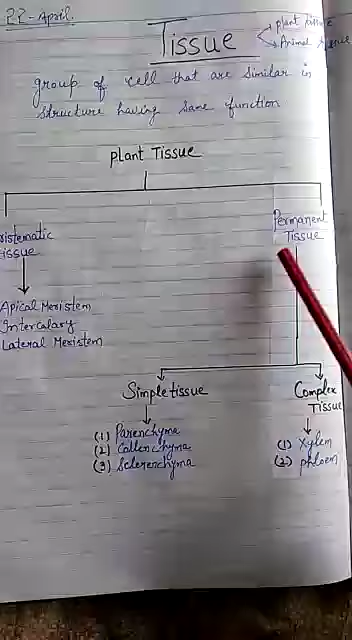 22-April.
Tissue
Plant tissue
Animal tissue
group of cell that are similar in
structure having same function
plant Tissue
ristematic
tissue
Permanent
Tissue
Apical Meristem
Intercalary
Lateral Meristem
Simple tissue
Complex
Tissue
(1) Parenchyma
(2) Collenchyma
(3) Sclerenchyma
(1) Xylem
(2) phloem